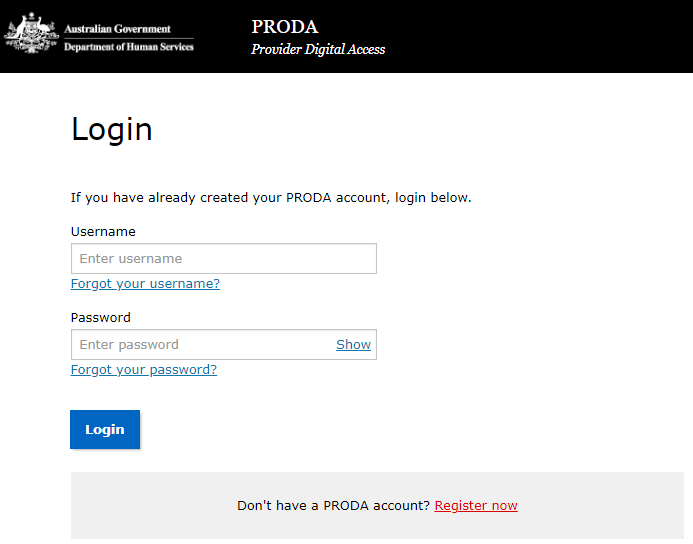 Australian Government
Department of Human Services
PRODA
Provider Digital Access
Login
If you have already created your PRODA account, login below.
Username
Enter username
Forgot your username?
Password
Enter password Show
Forgot your password?
Login
Don't have a PRODA account? Register now